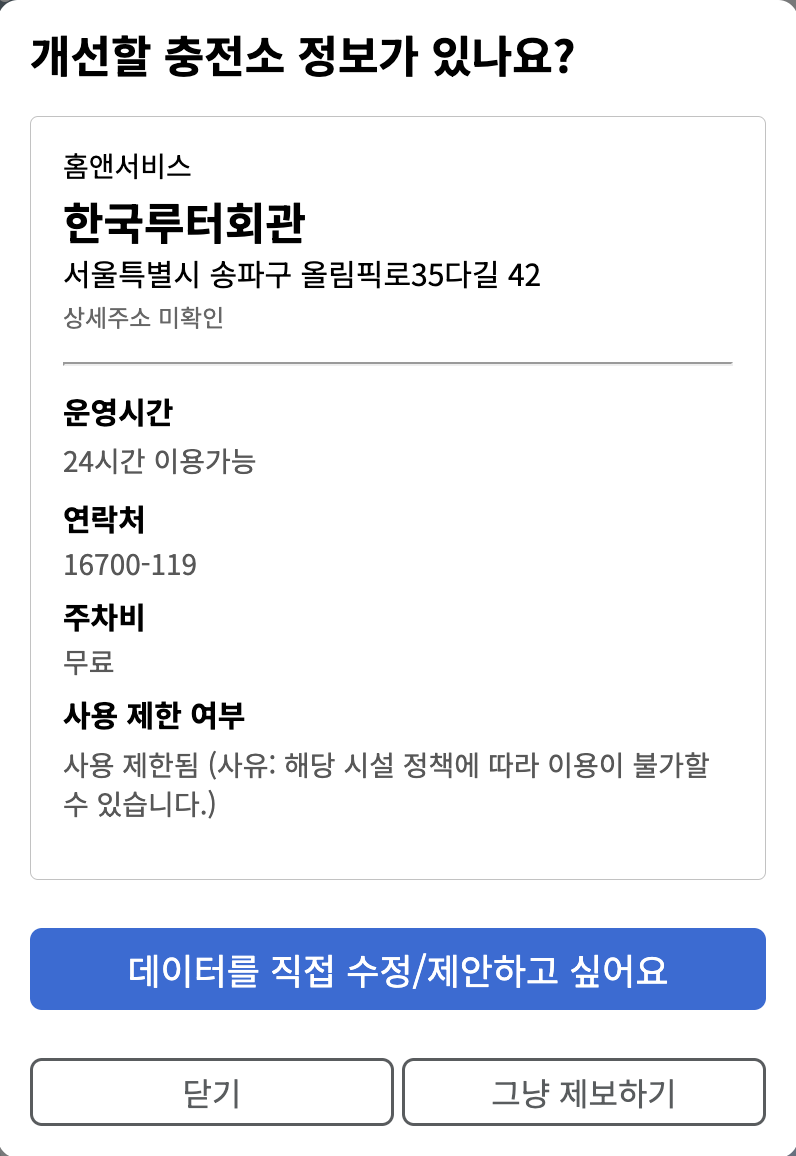 개선할 충전소 정보가 있나요?
홈앤서비스
한국루터회관
서울특별시 송파구 올림픽로35다길 42
상세주소 미확인
운영시간
24시간 이용가능
연락처
16700-119
주차비
무료
사용 제한 여부
사용 제한됨 (사유: 해당 시설 정책에 따라 이용이 불가할
수 있습니다.)
데이터를 직접 수정/제안하고 싶어요
닫기
그냥 제보하기